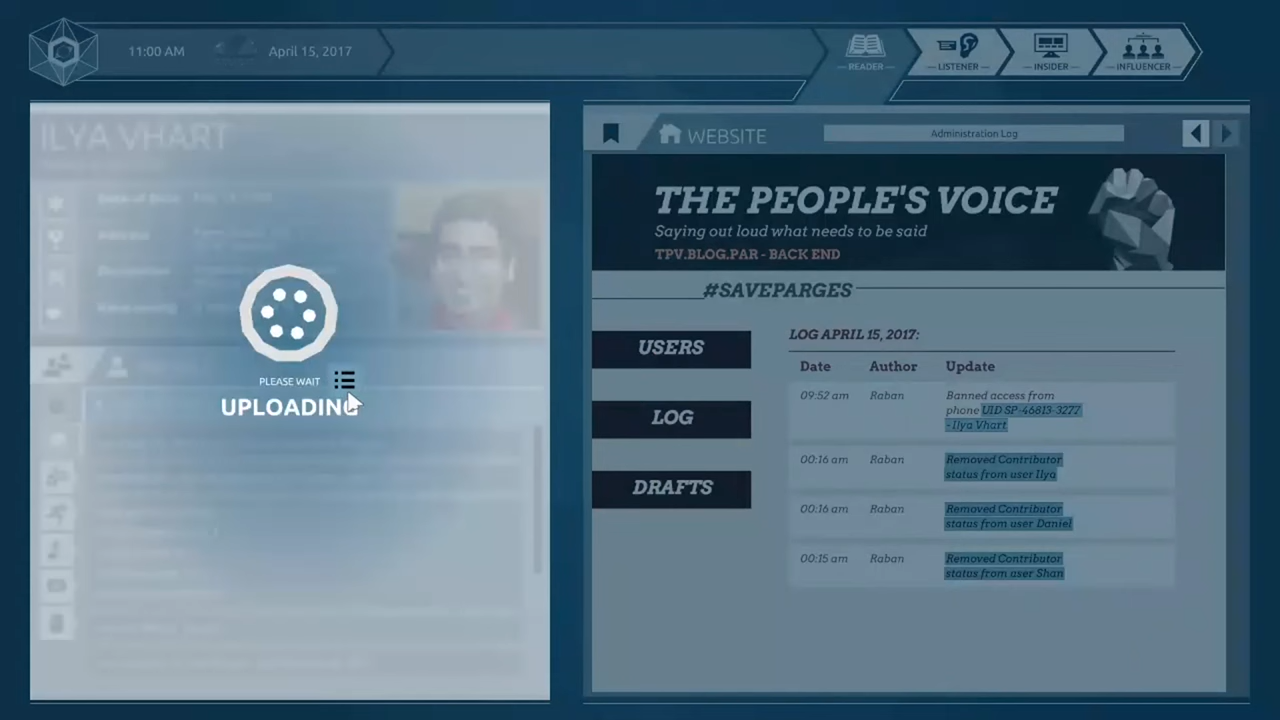 11:00 AM
April 15, 2017
READER
LISTENER
INSIDER
INFLUENCER
ILYA VHART
PLEASE WAIT
UPLOADING
WEBSITE
Administration Log
THE PEOPLE'S VOICE
Saying out loud what needs to be said
TPV.BLOG.PAR - BACK END
#SAVEPARGES
USERS
LOG
DRAFTS
LOG APRIL 15, 2017:
Date Author Update
09:52 am Raban Banned access from
phone UID SP-46813-3277
- Ilya Vhart
00:16 am Raban Removed Contributor
status from user Ilya
00:16 am Raban Removed Contributor
status from user Daniel
00:15 am Raban Removed Contributor
status from user Shan